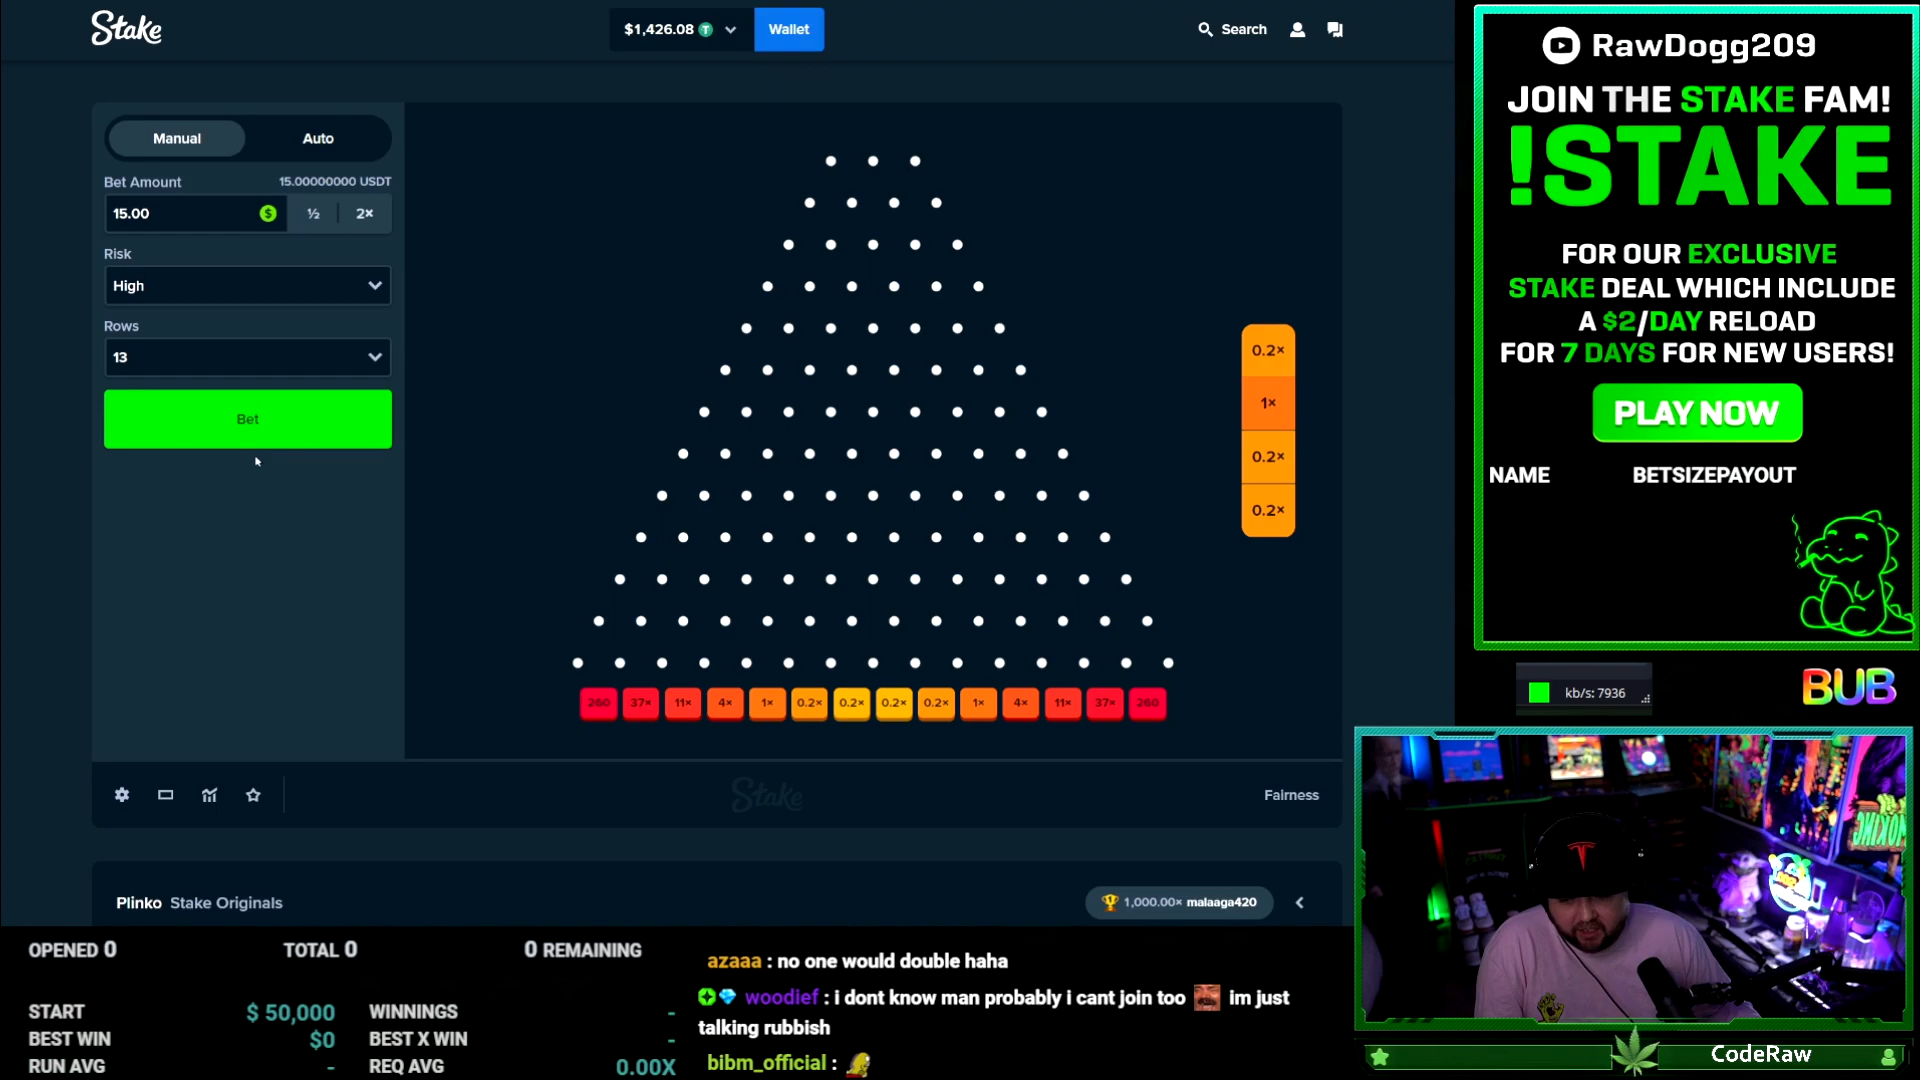 Stake
$1,426.08
Wallet
Search
Manual
Auto
Bet Amount
15.00000000 USDT
15.00
½
2×
Risk
High
Rows
13
Bet
0.2×
1×
0.2×
0.2×
260 37× 11× 4× 1× 0.2× 0.2× 0.2× 0.2× 1× 4× 11× 37× 260
Stake
Fairness
Plinko Stake Originals
1,000.00× malaaga420
RawDogg209
JOIN THE STAKE FAM!
!STAKE
FOR OUR EXCLUSIVE
STAKE DEAL WHICH INCLUDE
A $2/DAY RELOAD
FOR 7 DAYS FOR NEW USERS!
PLAY NOW
NAME BETSIZEPAYOUT
kb/s: 7936
BUB
OPENED 0 TOTAL 0 0 REMAINING
START $ 50,000 WINNINGS -
BEST WIN $0 BEST X WIN -
RUN AVG - REQ AVG 0.00X
azaaa : no one would double haha
woodief : i dont know man probably i cant join too im just
talking rubbish
bibm_official :
CodeRaw